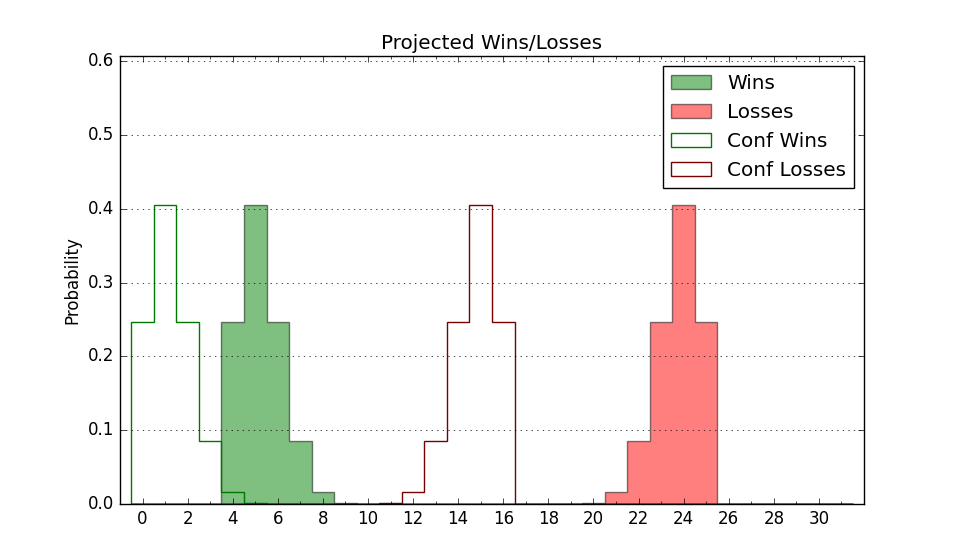 Projected Wins/Losses
0.6
0.5
0.4
0.3
0.2
0.1
0.0
Probability
Wins
Losses
Conf Wins
Conf Losses
0 2 4 6 8 10 12 14 16 18 20 22 24 26 28 30